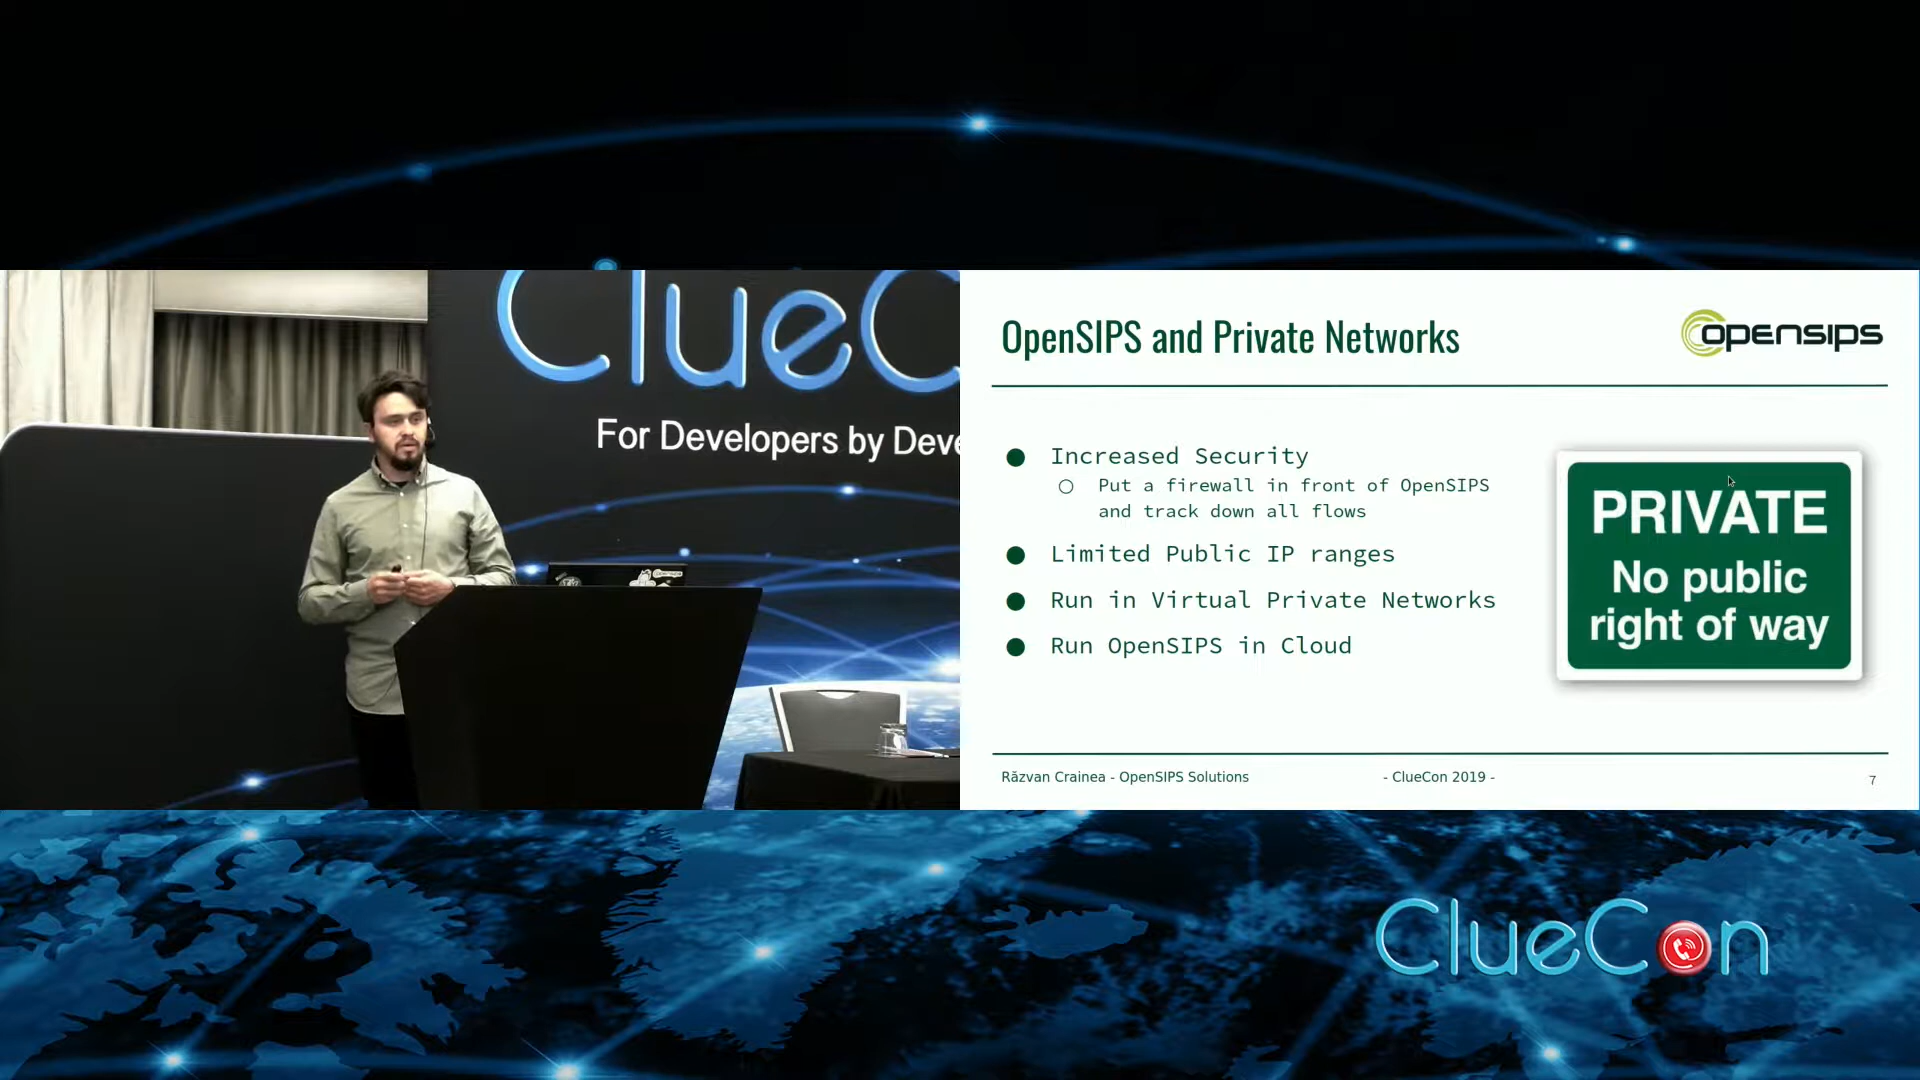 ClueC
For Developers by Deve
OpenSIPS and Private Networks
opensips
● Increased Security
○ Put a firewall in front of OpenSIPS
and track down all flows
● Limited Public IP ranges
● Run in Virtual Private Networks
● Run OpenSIPS in Cloud
PRIVATE
No public
right of way
Răzvan Crainea - OpenSIPS Solutions
- ClueCon 2019 -
7
ClueCon